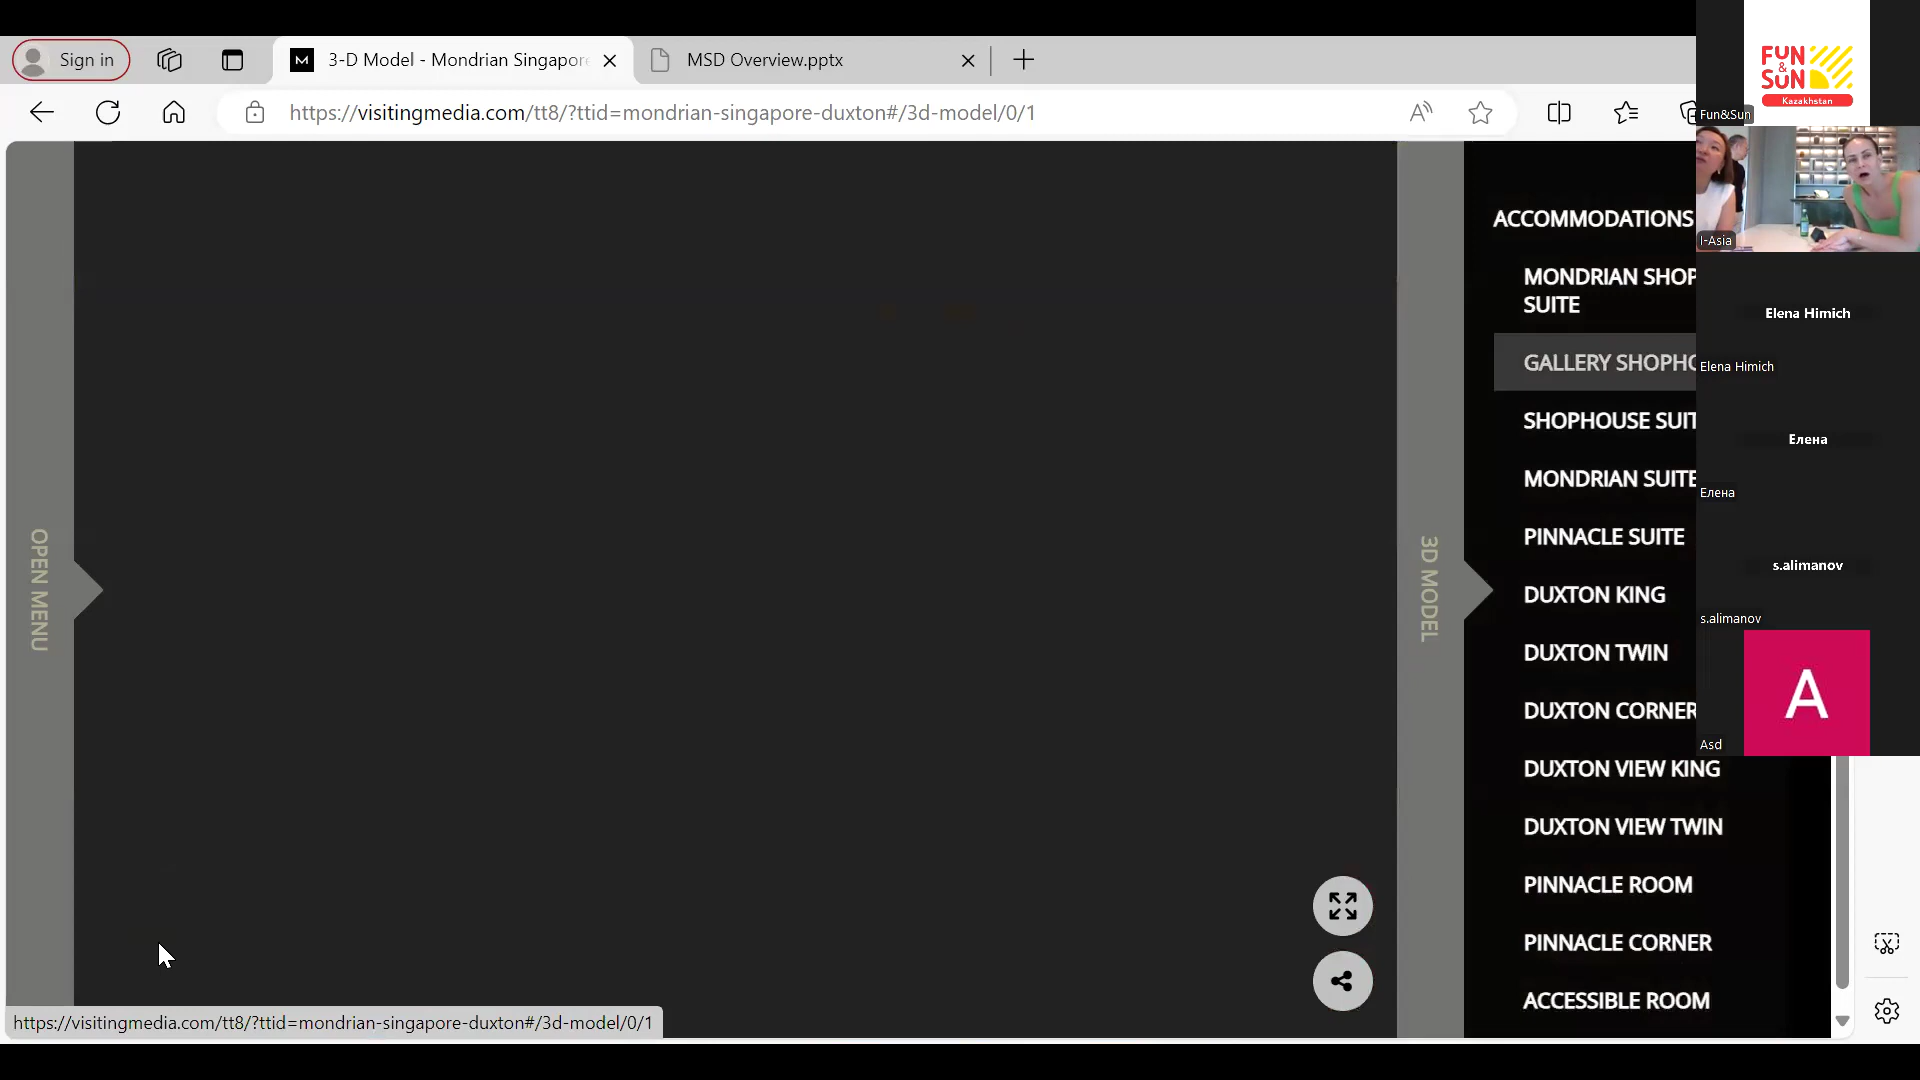 Sign in
3-D Model - Mondrian Singapore
MSD Overview.pptx
https://visitingmedia.com/tt8/?ttid=mondrian-singapore-duxton#/3d-model/0/1
FUN
&
SUN
Kazakhstan
Fun&Sun
I-Asia
Elena Himich
Elena Himich
Елена
Елена
s.alimanov
s.alimanov
A
Asd
OPEN MENU
3D MODEL
ACCOMMODATIONS
MONDRIAN SHOP
SUITE
GALLERY SHOPHO
SHOPHOUSE SUIT
MONDRIAN SUITE
PINNACLE SUITE
DUXTON KING
DUXTON TWIN
DUXTON CORNER
DUXTON VIEW KING
DUXTON VIEW TWIN
PINNACLE ROOM
PINNACLE CORNER
ACCESSIBLE ROOM
https://visitingmedia.com/tt8/?ttid=mondrian-singapore-duxton#/3d-model/0/1